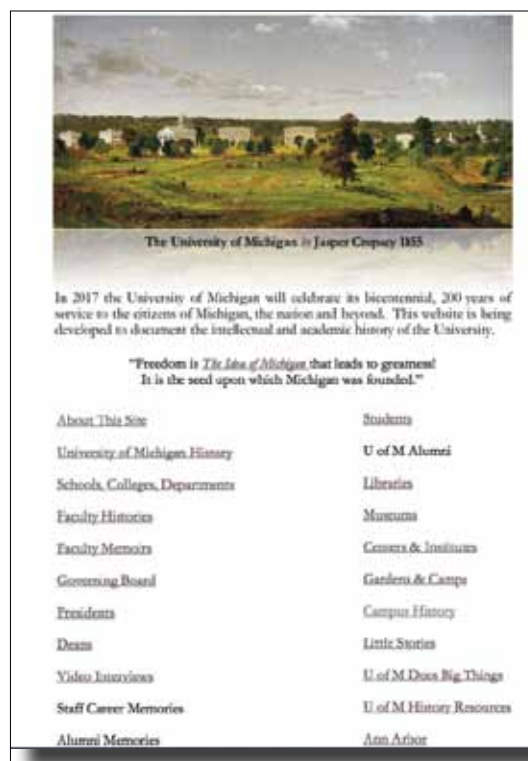 The University of Michigan by Jasper Cropsey 1855
In 2017 the University of Michigan will celebrate its bicentennial, 200 years of
service to the citizens of Michigan, the nation and beyond. This website is being
developed to document the intellectual and academic history of the University.
"Freedom is The Idea of Michigan that leads to greatness!
It is the seed upon which Michigan was founded."
About This Site
University of Michigan History
Schools, Colleges, Departments
Faculty Histories
Faculty Memoirs
Governing Board
Presidents
Deans
Video Interviews
Staff Career Memories
Alumni Memories
Students
U of M Alumni
Libraries
Museums
Centers & Institutes
Gardens & Camps
Campus History
Little Stories
U of M Does Big Things
U of M History Resources
Ann Arbor